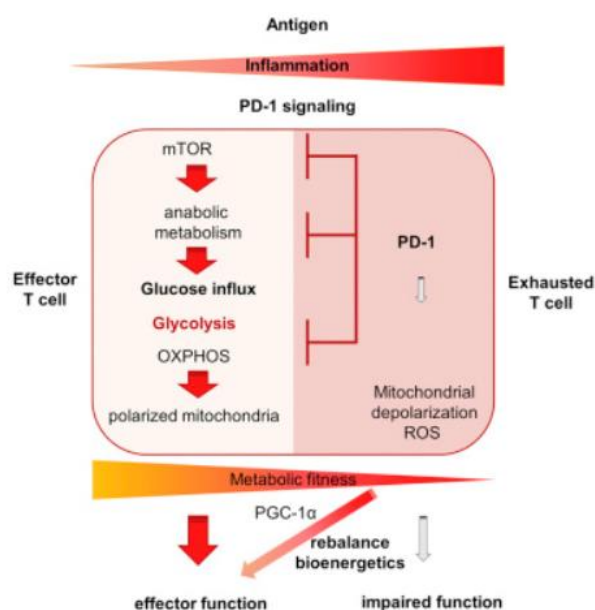 Antigen
Inflammation
PD-1 signaling
mTOR
anabolic
metabolism
Glucose influx
Glycolysis
OXPHOS
polarized mitochondria
Effector
T cell
PD-1
Mitochondrial
depolarization
ROS
Exhausted
T cell
Metabolic fitness
PGC-1α
rebalance
bioenergetics
effector function
impaired function